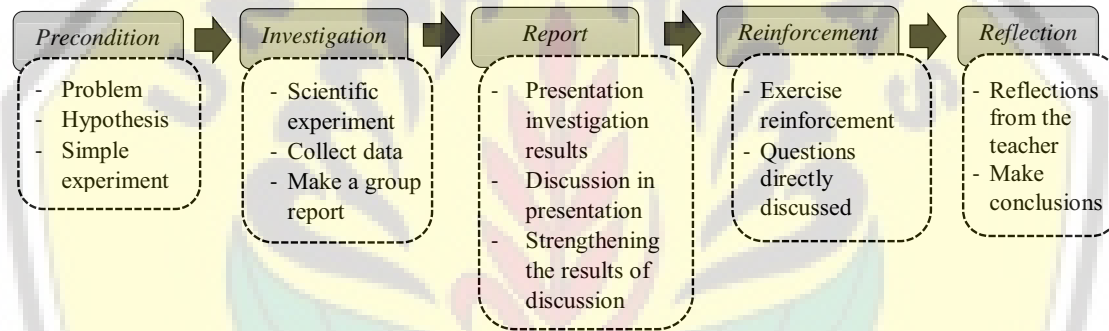 Precondition
- Problem
- Hypothesis
- Simple
experiment
Investigation
- Scientific
experiment
- Collect data
- Make a group
report
Report
- Presentation
investigation
results
- Discussion in
presentation
- Strengthening
the results of
discussion
Reinforcement
- Exercise
reinforcement
- Questions
directly
discussed
Reflection
- Reflections
from the
teacher
- Make
conclusions